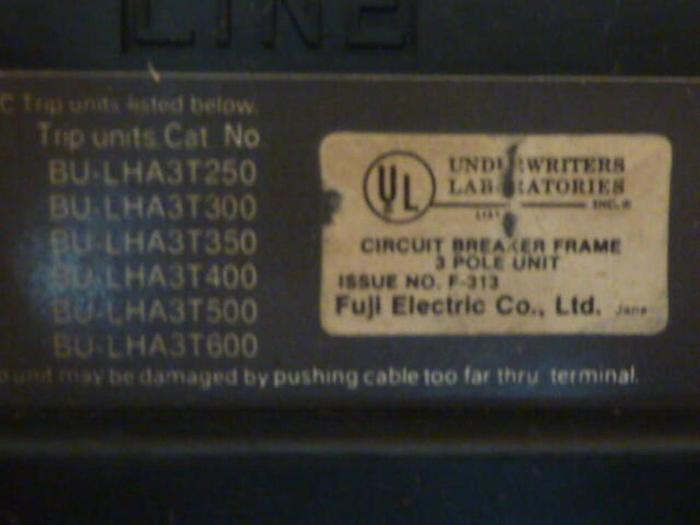 LINE
C Trip units listed below.
Trip units Cat No
BU-LHA3T250
BU-LHA3T300
BU-LHA3T350
BU-LHA3T400
BU-LHA3T500
BU-LHA3T600
unit may be damaged by pushing cable too far thru terminal.
UL
UNDERWRITERS
LABORATORIES
INC.®
CIRCUIT BREAKER FRAME
3 POLE UNIT
ISSUE NO. F-313
Fuji Electric Co., Ltd.